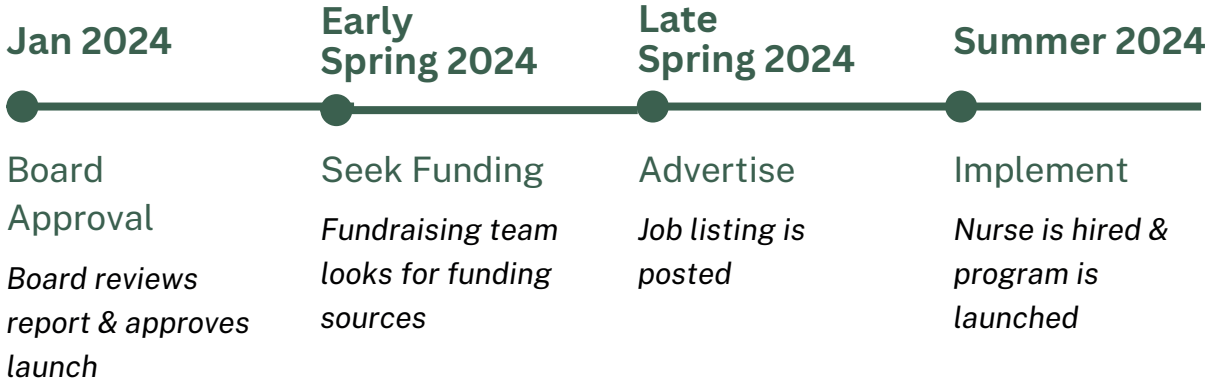 Jan 2024
Board
Approval
Board reviews
report & approves
launch
Early
Spring 2024
Seek Funding
Fundraising team
looks for funding
sources
Late
Spring 2024
Advertise
Job listing is
posted
Summer 2024
Implement
Nurse is hired &
program is
launched